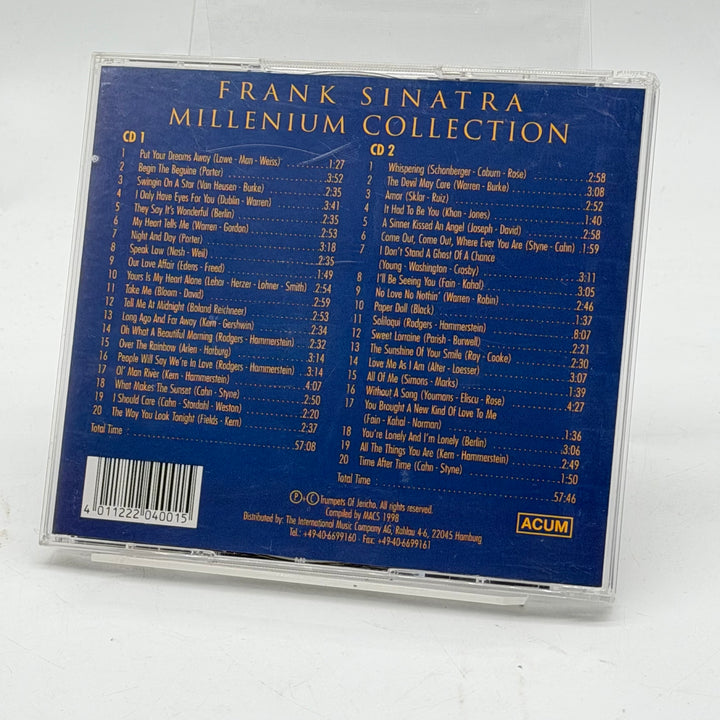 FRANK SINATRA
MILLENIUM COLLECTION
CD 1
1 Put Your Dreams Away (Lowe - Man - Weiss) 1:27
2 Begin The Beguine (Porter) 3:52
3 Swingin On A Star (Van Heusen - Burke) 2:35
4 I Only Have Eyes For You (Dublin - Warren) 3:41
5 They Say It's Wonderful (Berlin) 2:35
6 My Heart Tells Me (Warren - Gordon) 2:53
7 Night And Day (Porter) 3:18
8 Speak Low (Nash - Weil) 2:35
9 Our Love Affair (Edens - Freed) 1:49
10 Yours Is My Heart Alone (Lehar - Herzer - Lohner - Smith) 2:54
11 Take Me (Bloom - David) 2:59
12 Tell Me At Midnight (Boland Reichneer) 2:53
13 Long Ago And Far Away (Kern - Gershwin) 2:34
14 Oh What A Beautiful Morning (Rodgers - Hammerstein) 2:32
15 Over The Rainbow (Arlen - Harburg) 3:14
16 People Will Say We're In Love (Rodgers - Hammerstein) 3:14
17 Ol' Man River (Kern - Hammerstein) 4:07
18 What Makes The Sunset (Cahn - Styne) 2:50
19 I Should Care (Cahn - Stordahl - Weston) 2:20
20 The Way You Look Tonight (Fields - Kern) 2:37
Total Time 57:08
CD 2
1 Whispering (Schonberger - Coburn - Rose) 2:58
2 The Devil May Care (Warren - Burke) 3:08
3 Amor (Sklar - Ruiz) 2:52
4 It Had To Be You (Khan - Jones) 1:40
5 A Sinner Kissed An Angel (Joseph - David) 2:58
6 Come Out, Come Out, Where Ever You Are (Styne - Cahn) 1:59
7 I Don't Stand A Ghost Of A Chance
(Young - Washington - Crosby) 3:11
8 I'll Be Seeing You (Fain - Kahal) 3:05
9 No Love No Nothin' (Warren - Robin) 2:46
10 Paper Doll (Black) 1:37
11 Solilaqui (Rodgers - Hammerstein) 8:07
12 Sweet Lorraine (Parish - Burwell) 2:21
13 The Sunshine Of Your Smile (Ray - Cooke) 2:30
14 Love Me As I Am (Alter - Loesser) 3:07
15 All Of Me (Simons - Marks) 1:39
16 Without A Song (Youmans - Eliscu - Rose) 4:27
17 You Brought A New Kind Of Love To Me
(Fain - Kahal - Norman) 1:36
18 You're Lonely And I'm Lonely (Berlin) 3:06
19 All The Things You Are (Kern - Hammerstein) 2:49
20 Time After Time (Cahn - Styne) 1:50
Total Time 57:46
4 011222 040015
Ⓟ+Ⓒ Trumpets Of Jericho. All rights reserved.
Compiled by MACS 1998
Distributed by: The International Music Company AG, Rahlau 4-6, 22045 Hamburg
Tel.: +49-40-6699160 - Fax: +49-40-6699161
ACUM